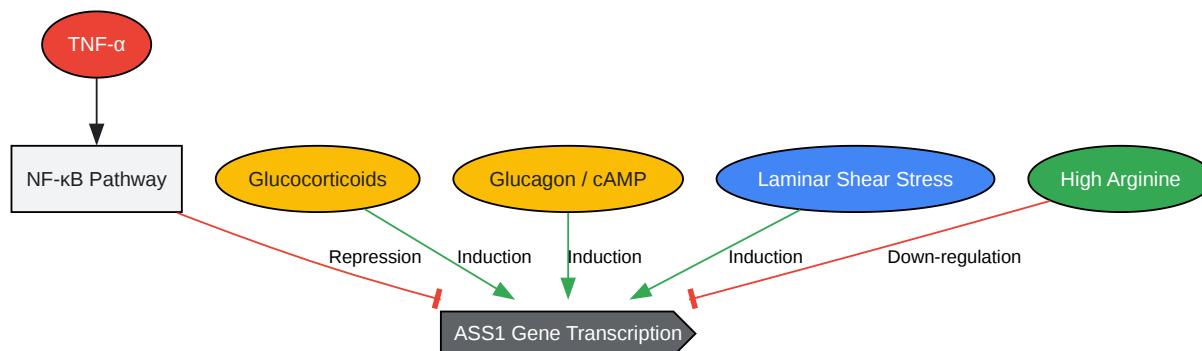 TNF-α
NF-κB Pathway
Glucocorticoids
Glucagon / cAMP
Laminar Shear Stress
High Arginine
Repression
Induction
Induction
Induction
Down-regulation
ASS1 Gene Transcription